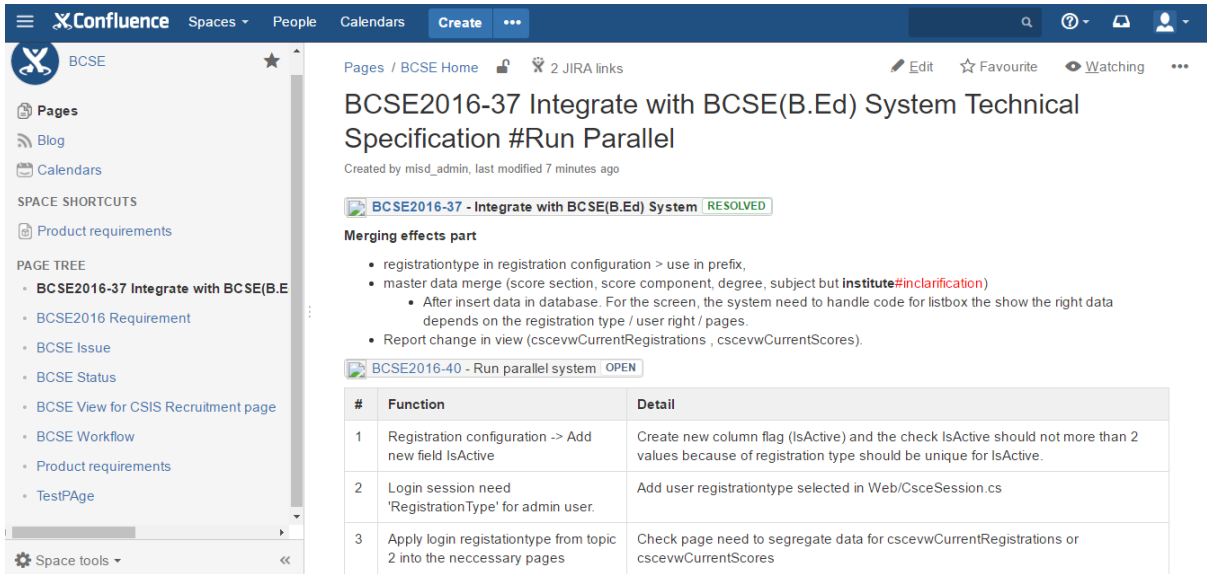 Confluence Spaces People Calendars Create •••
BCSE
Pages
Blog
Calendars
SPACE SHORTCUTS
Product requirements
PAGE TREE
BCSE2016-37 Integrate with BCSE(B.E
BCSE2016 Requirement
BCSE Issue
BCSE Status
BCSE View for CSIS Recruitment page
BCSE Workflow
Product requirements
TestPAge
Space tools
Pages / BCSE Home 2 JIRA links
Edit Favourite Watching •••
BCSE2016-37 Integrate with BCSE(B.Ed) System Technical
Specification #Run Parallel
Created by misd_admin, last modified 7 minutes ago
BCSE2016-37 - Integrate with BCSE(B.Ed) System RESOLVED
Merging effects part
• registrationtype in registration configuration > use in prefix,
• master data merge (score section, score component, degree, subject but institute#inclarification)
• After insert data in database. For the screen, the system need to handle code for listbox the show the right data
depends on the registration type / user right / pages.
• Report change in view (cscevwCurrentRegistrations , cscevwCurrentScores).
BCSE2016-40 - Run parallel system OPEN
# Function Detail
1 Registration configuration -> Add Create new column flag (IsActive) and the check IsActive should not more than 2
new field IsActive values because of registration type should be unique for IsActive.
2 Login session need Add user registrationtype selected in Web/CsceSession.cs
'RegistrationType' for admin user.
3 Apply login registationtype from topic Check page need to segregate data for cscevwCurrentRegistrations or
2 into the neccessary pages cscevwCurrentScores